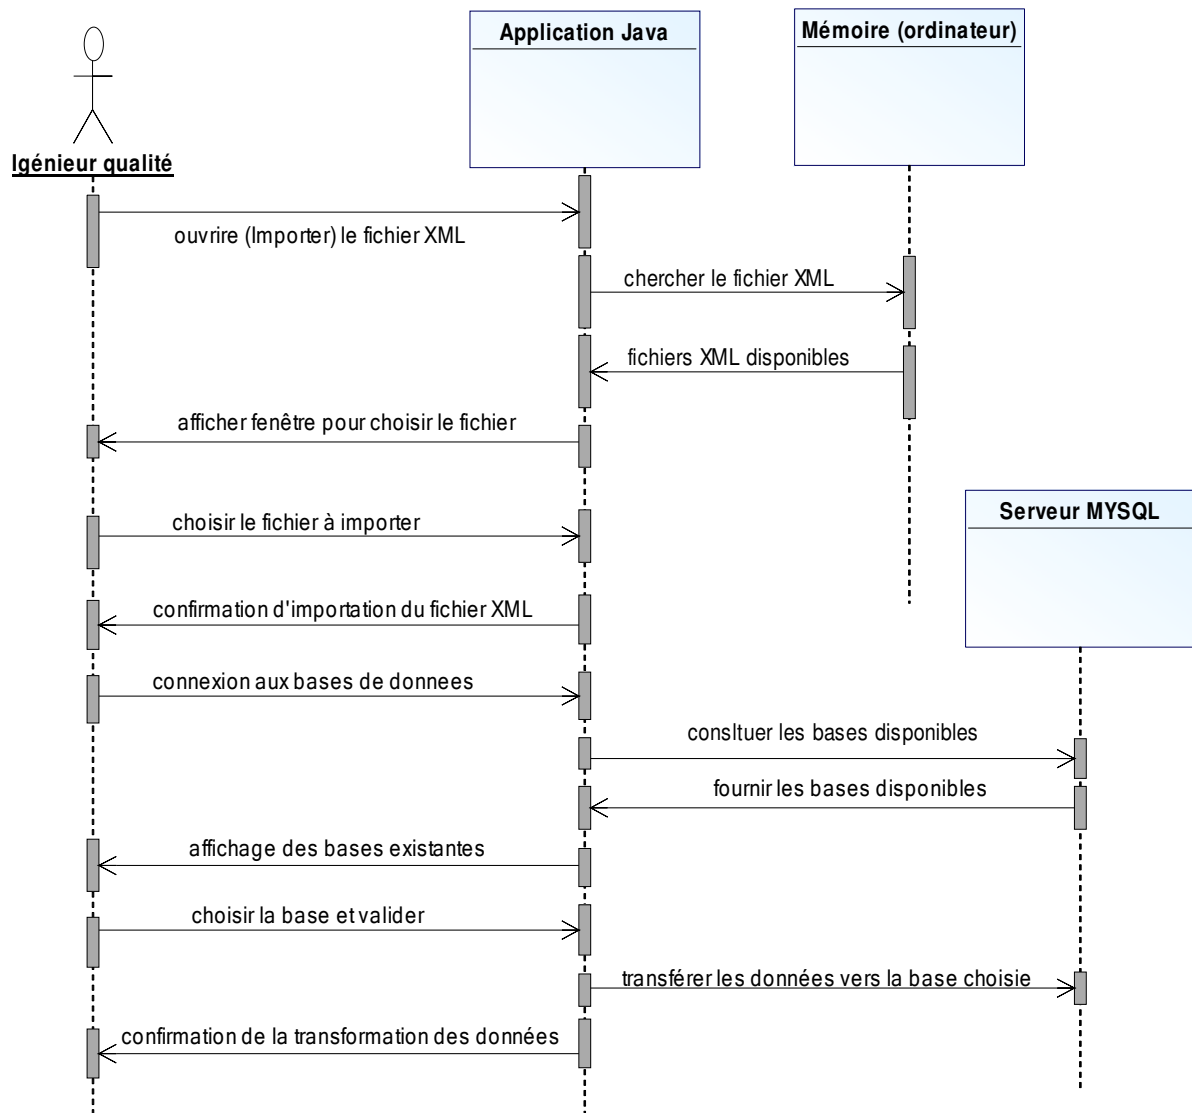 Application Java
Mémoire (ordinateur)
Igénieur qualité
ouvrire (Importer) le fichier XML
chercher le fichier XML
fichiers XML disponibles
afficher fenêtre pour choisir le fichier
Serveur MYSQL
choisir le fichier à importer
confirmation d'importation du fichier XML
connexion aux bases de donnees
consltuer les bases disponibles
fournir les bases disponibles
affichage des bases existantes
choisir la base et valider
transférer les données vers la base choisie
confirmation de la transformation des données